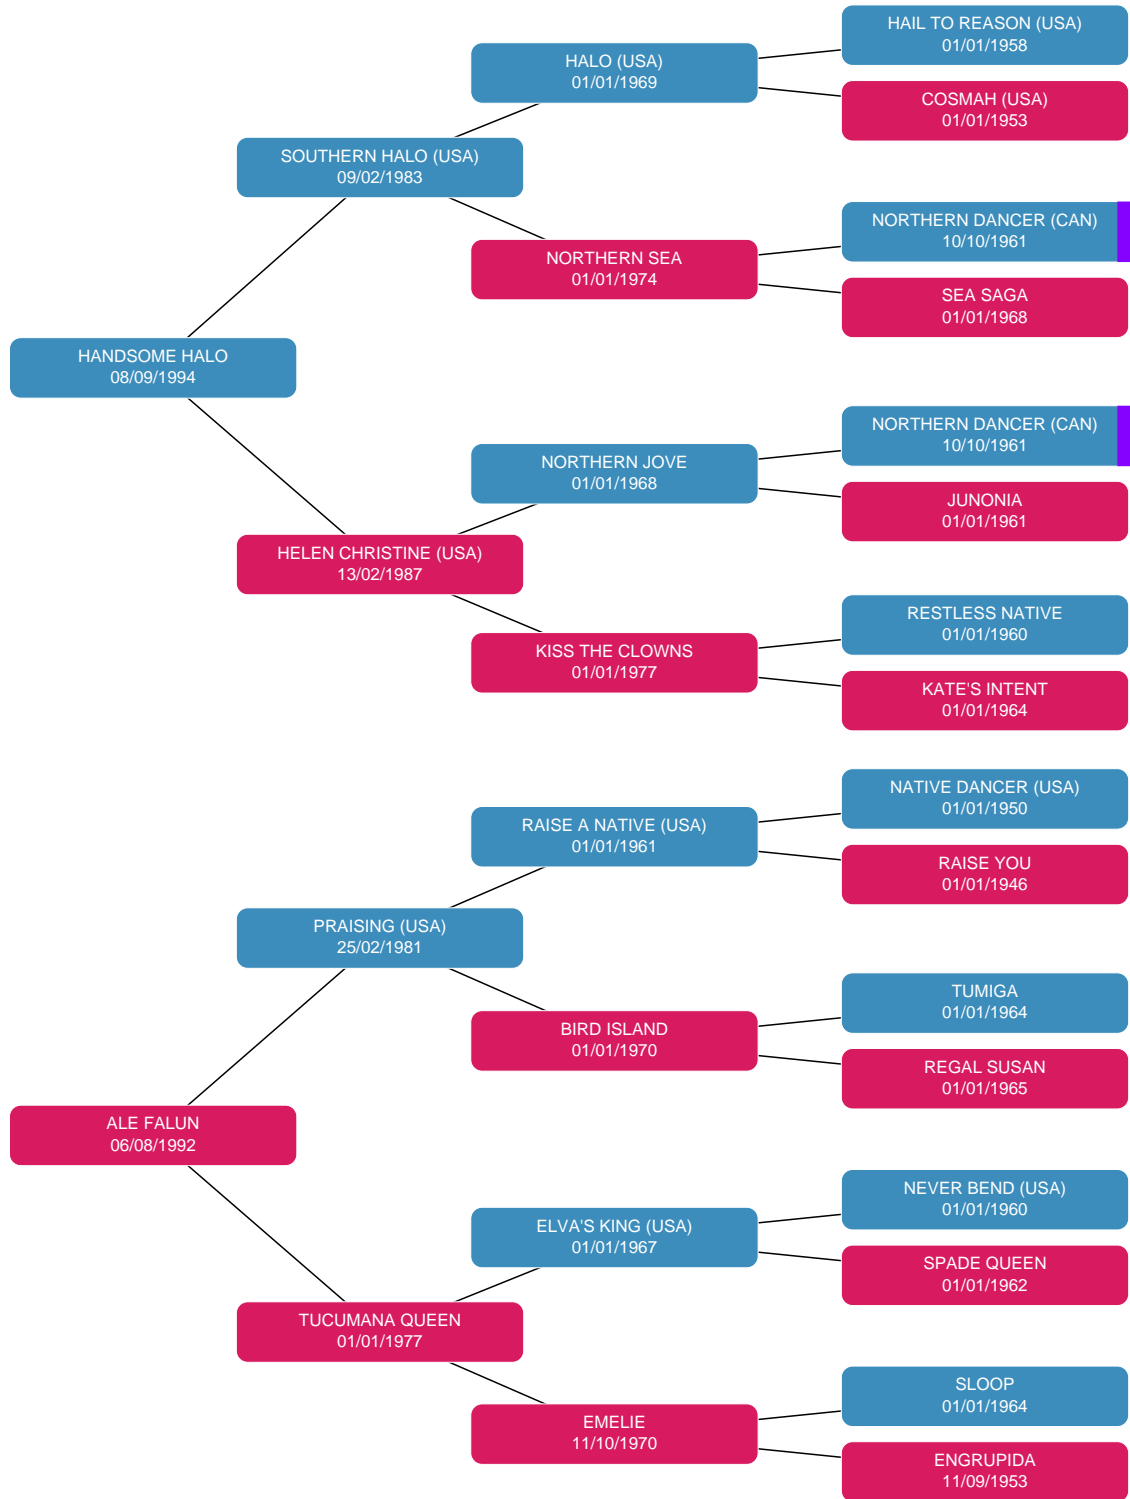 HAIL TO REASON (USA)
01/01/1958
HALO (USA)
01/01/1969
COSMAH (USA)
01/01/1953
SOUTHERN HALO (USA)
09/02/1983
NORTHERN DANCER (CAN)
10/10/1961
NORTHERN SEA
01/01/1974
SEA SAGA
01/01/1968
HANDSOME HALO
08/09/1994
NORTHERN DANCER (CAN)
10/10/1961
NORTHERN JOVE
01/01/1968
JUNONIA
01/01/1961
HELEN CHRISTINE (USA)
13/02/1987
RESTLESS NATIVE
01/01/1960
KISS THE CLOWNS
01/01/1977
KATE'S INTENT
01/01/1964
NATIVE DANCER (USA)
01/01/1950
RAISE A NATIVE (USA)
01/01/1961
RAISE YOU
01/01/1946
PRAISING (USA)
25/02/1981
TUMIGA
01/01/1964
BIRD ISLAND
01/01/1970
REGAL SUSAN
01/01/1965
ALE FALUN
06/08/1992
NEVER BEND (USA)
01/01/1960
ELVA'S KING (USA)
01/01/1967
SPADE QUEEN
01/01/1962
TUCUMANA QUEEN
01/01/1977
SLOOP
01/01/1964
EMELIE
11/10/1970
ENGRUPIDA
11/09/1953